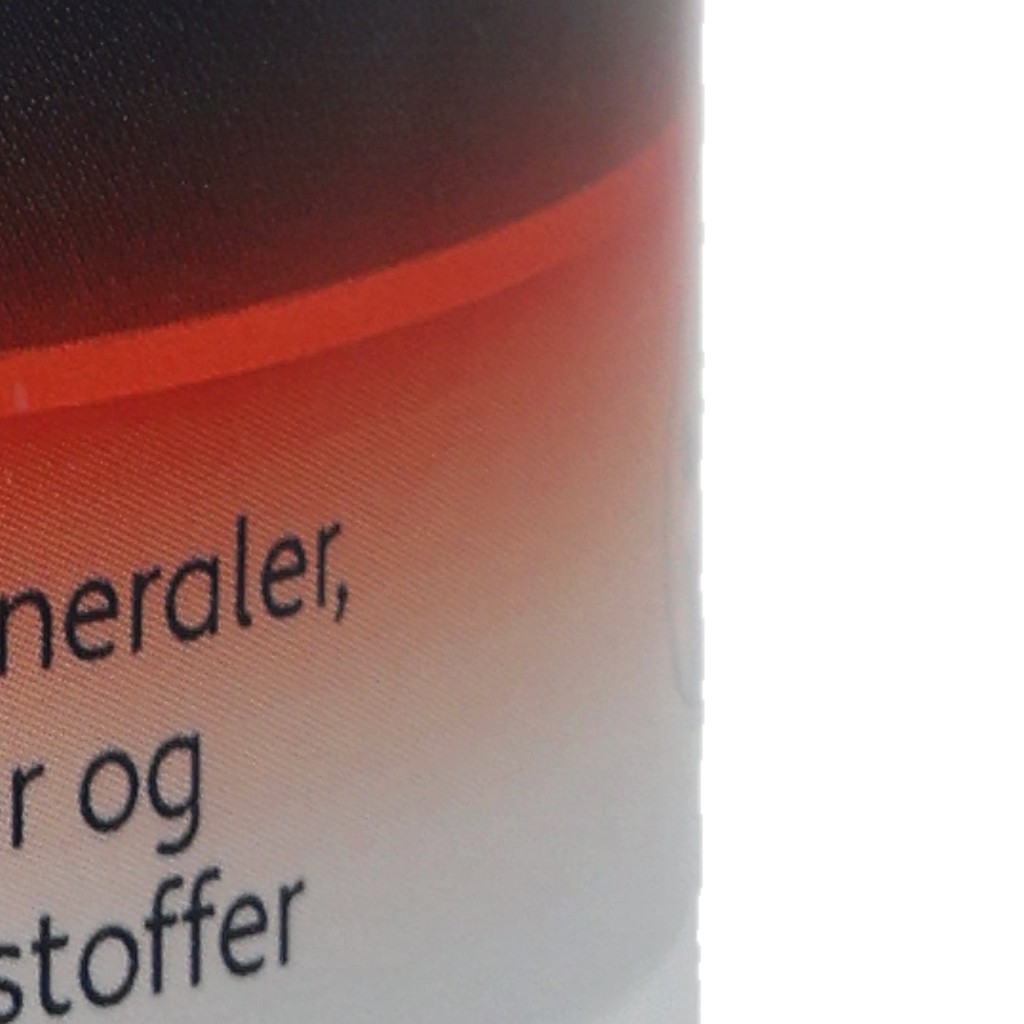 neraler,
r og
stoffer